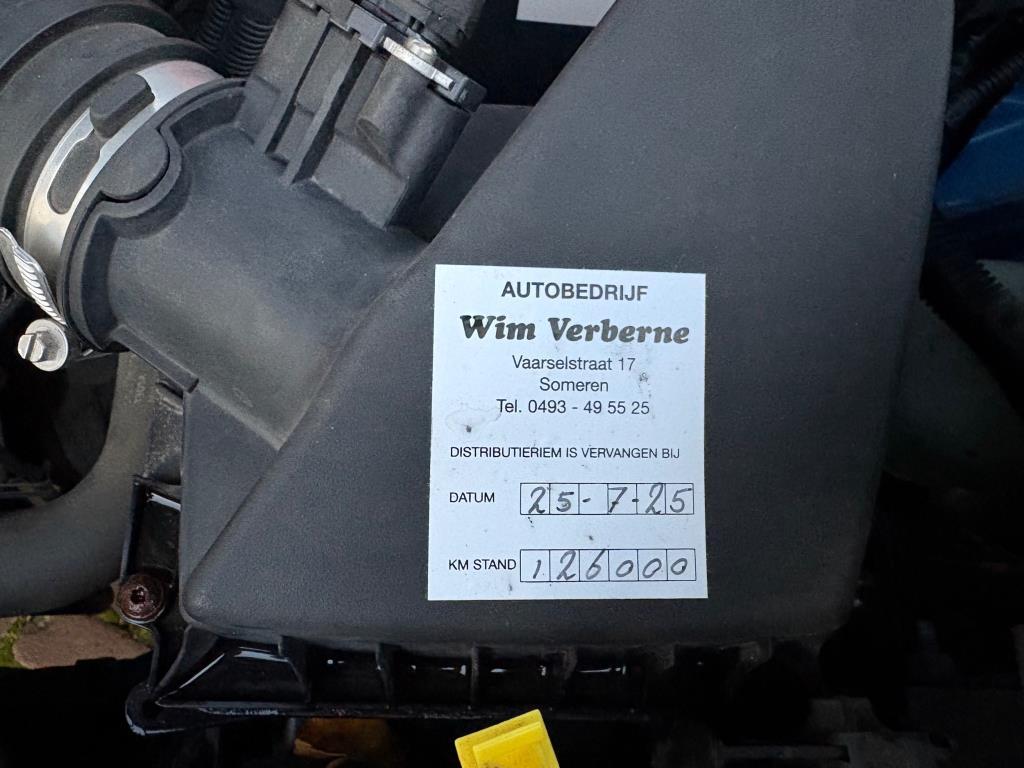 AUTOBEDRIJF
Wim Verberne
Vaarselstraat 17
Someren
Tel. 0493 - 49 55 25
DISTRIBUTIERIEM IS VERVANGEN BIJ
DATUM 25-7-25
KM STAND 126000